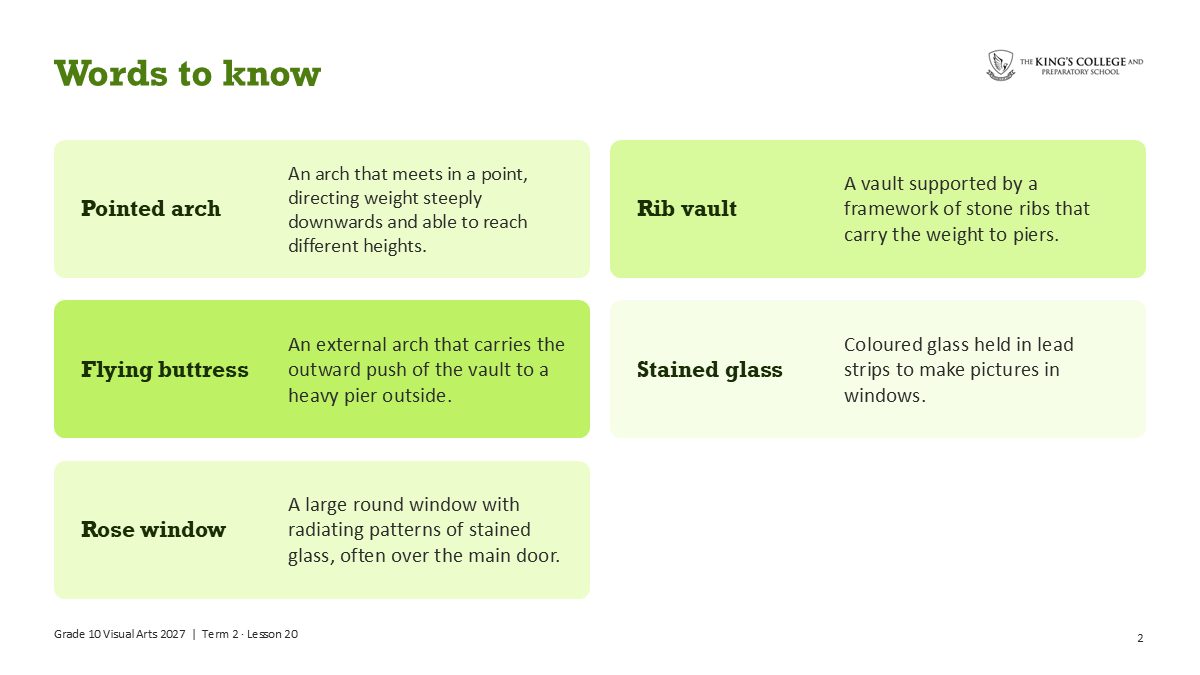 Words to know
THE KING'S COLLEGE AND
PREPARATORY SCHOOL
Pointed arch
An arch that meets in a point,
directing weight steeply
downwards and able to reach
different heights.
Rib vault
A vault supported by a
framework of stone ribs that
carry the weight to piers.
Flying buttress
An external arch that carries the
outward push of the vault to a
heavy pier outside.
Stained glass
Coloured glass held in lead
strips to make pictures in
windows.
Rose window
A large round window with
radiating patterns of stained
glass, often over the main door.
Grade 10 Visual Arts 2027 | Term 2 · Lesson 20
2